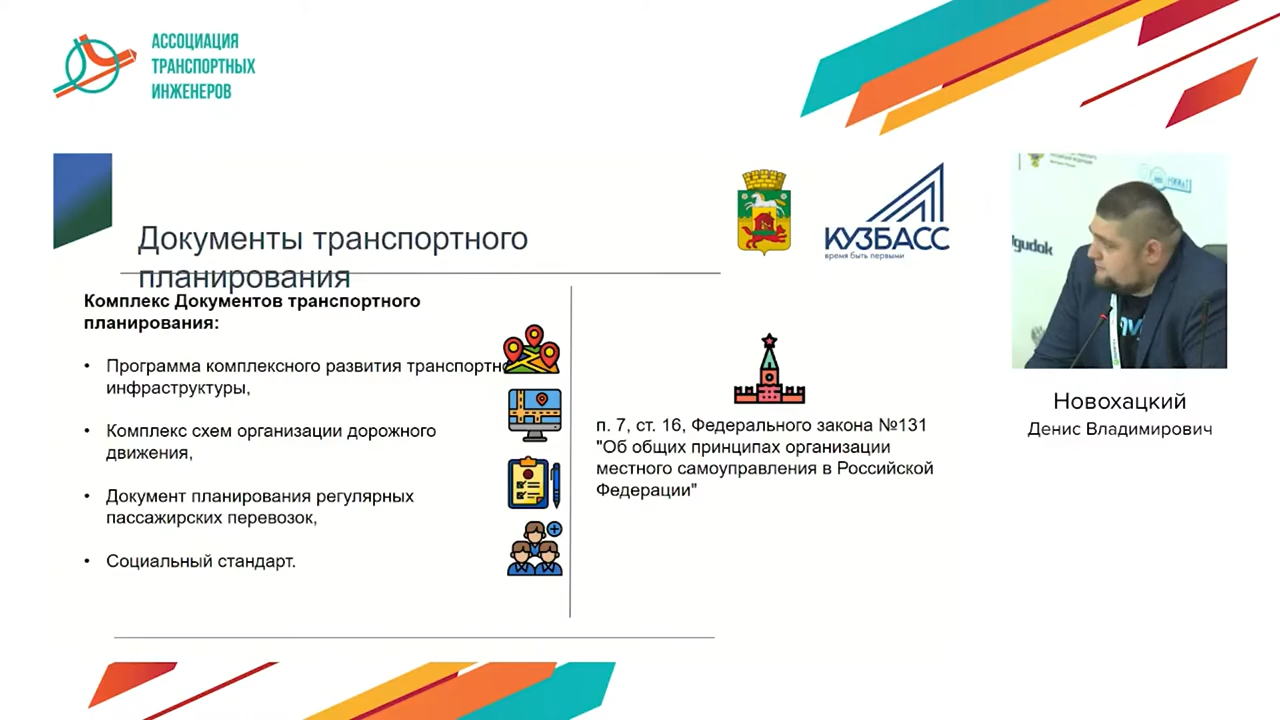 АССОЦИАЦИЯ
ТРАНСПОРТНЫХ
ИНЖЕНЕРОВ
Документы транспортного
планирования
КУЗБАСС
время быть первыми
Комплекс Документов транспортного
планирования:
• Программа комплексного развития транспортно
инфраструктуры,
• Комплекс схем организации дорожного
движения,
• Документ планирования регулярных
пассажирских перевозок,
• Социальный стандарт.
п. 7, ст. 16, Федерального закона №131
"Об общих принципах организации
местного самоуправления в Российской
Федерации"
gudok
Новохацкий
Денис Владимирович